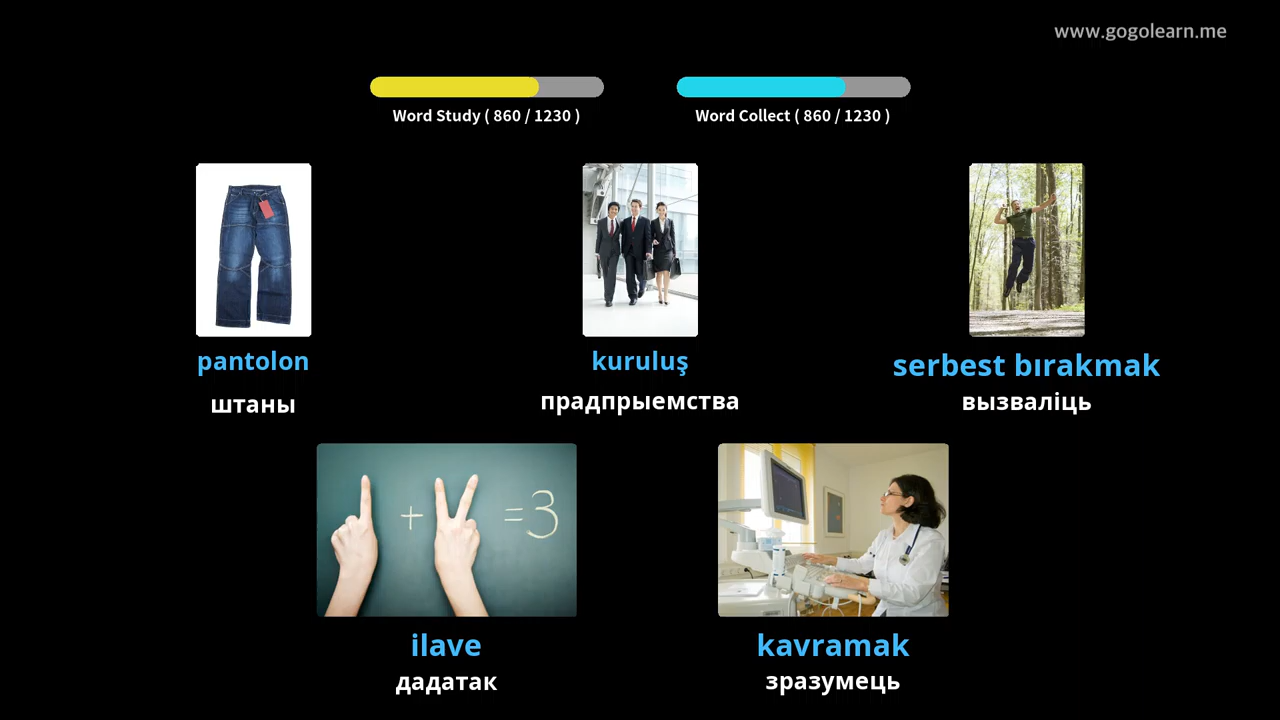 www.gogolearn.me
Word Study ( 860 / 1230 )
Word Collect ( 860 / 1230 )
pantolon
штаны
kuruluş
прадпрыемства
serbest bırakmak
вызваліць
+ =3
ilave
дадатак
kavramak
зразумець